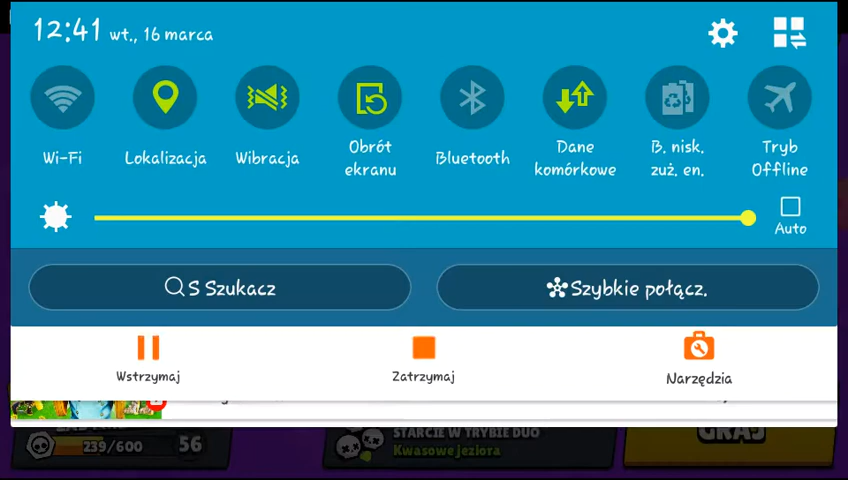 12:41 wt., 16 marca
Wi-Fi
Lokalizacja
Wibracja
Obrót
ekranu
Bluetooth
Dane
komórkowe
B. nisk.
zuż. en.
Tryb
Offline
Auto
S Szukacz
Szybkie połącz.
Wstrzymaj
Zatrzymaj
Narzędzia
239/600
56
STARCIE W TRYBIE DUO
Kwasowe jeziora
GRAJ